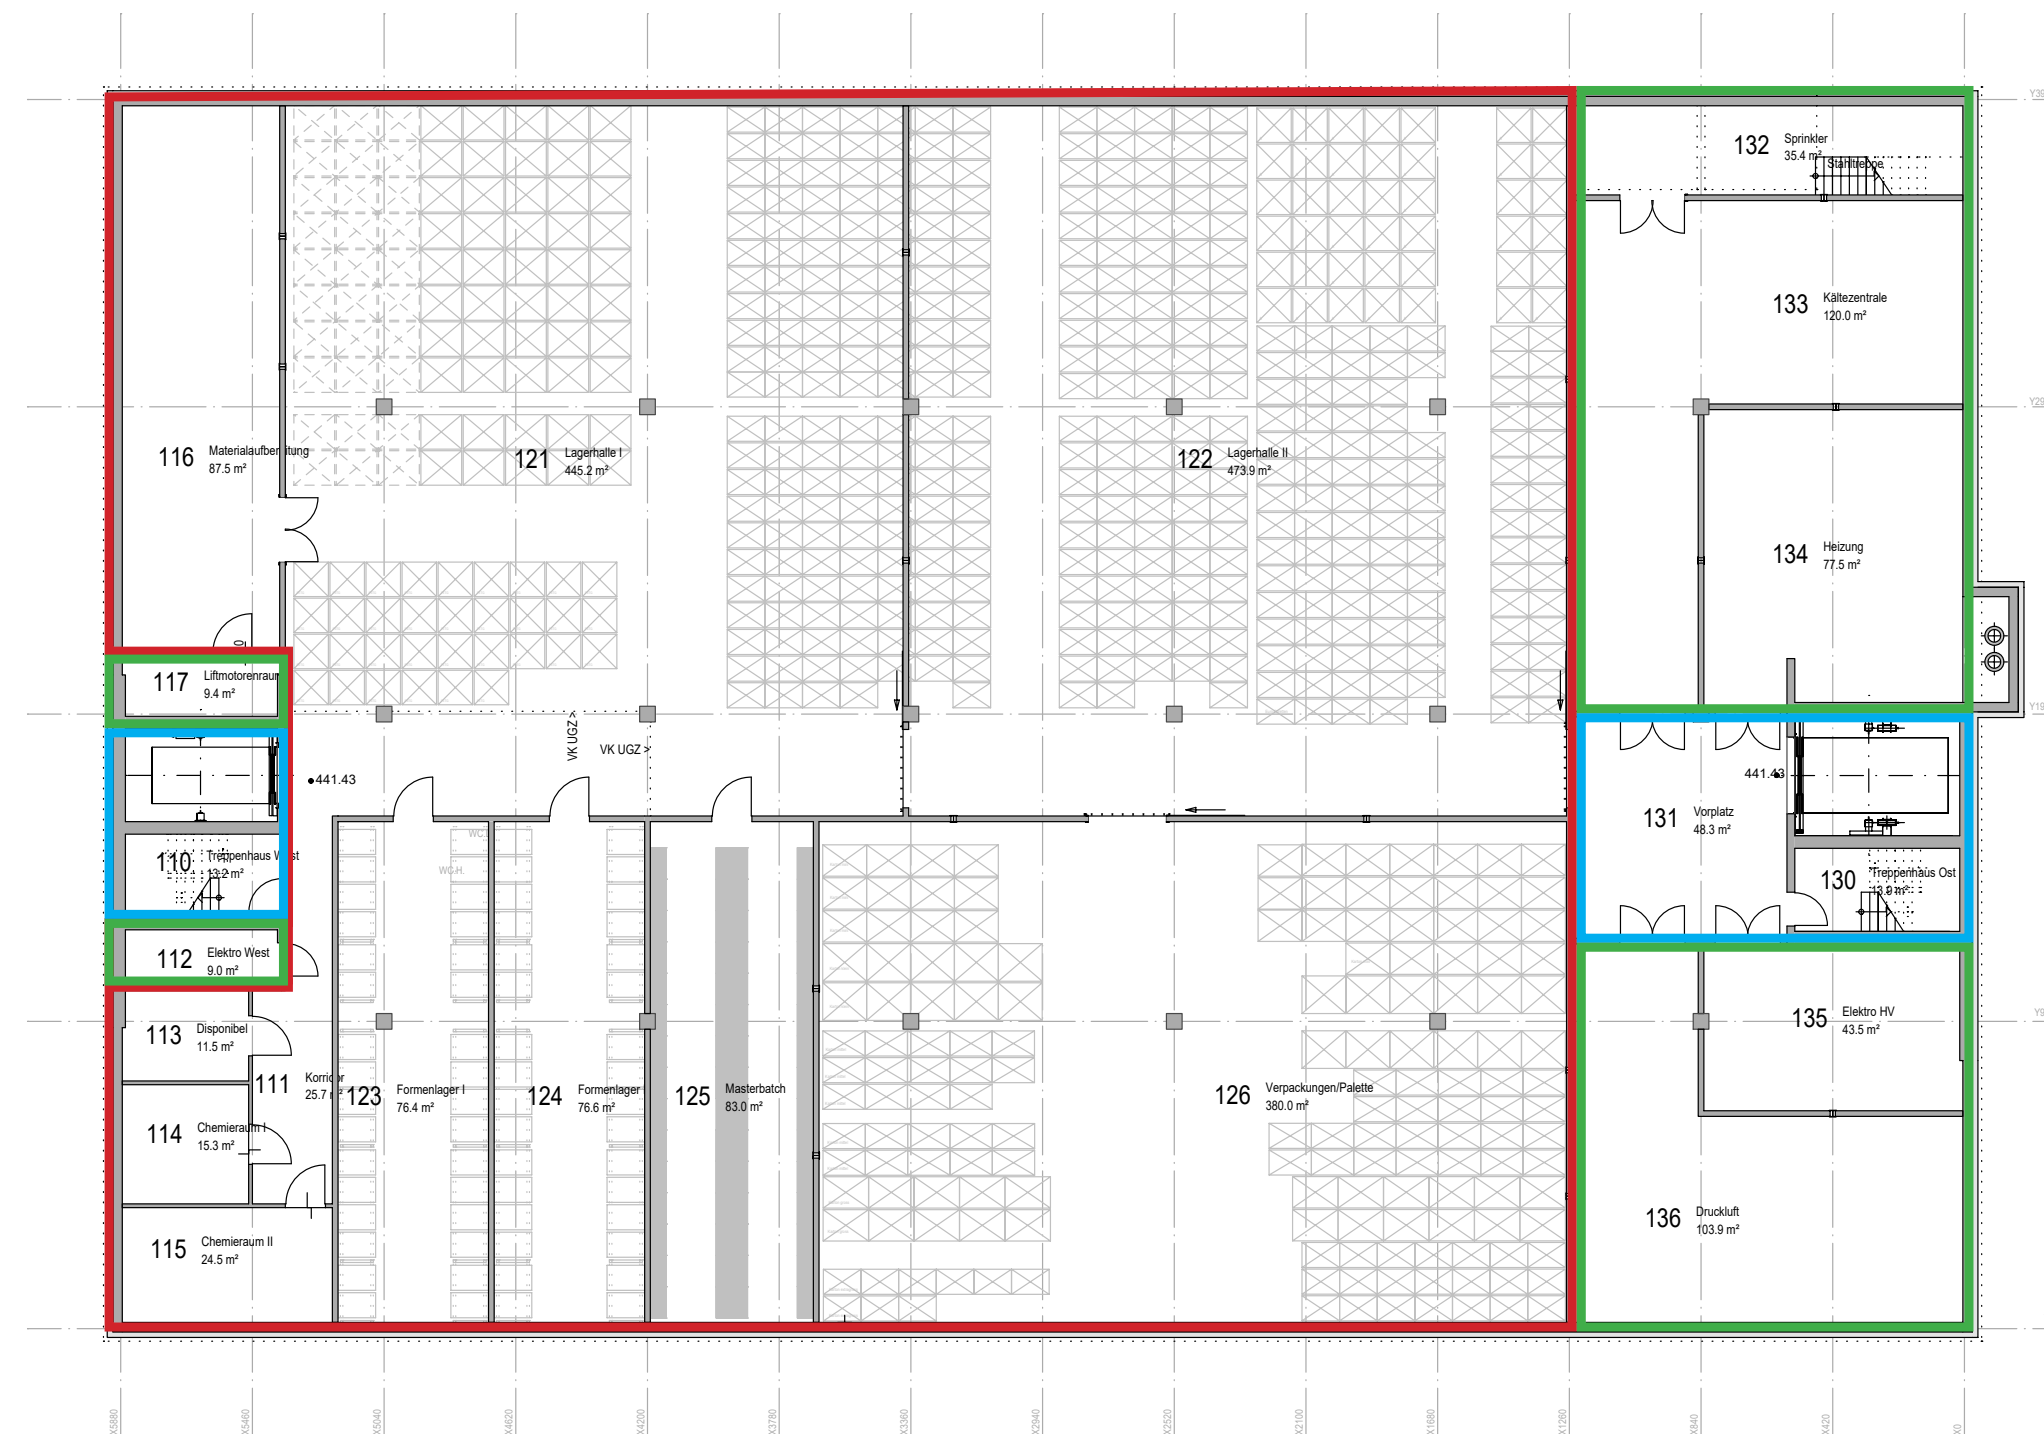 Y39
132 Sprinkler
35.4 m²
Stahltreppe
133 Kältezentrale
120.0 m²
Y29
116 Materialaufbereitung
87.5 m²
121 Lagerhalle I
445.2 m²
122 Lagerhalle II
473.9 m²
134 Heizung
77.5 m²
117 Liftmotorenraum
9.4 m²
Y19
VK UGZ >
VK UGZ >
441.43
441.43
131 Vorplatz
48.3 m²
WC.
110 Treppenhaus West
13.2 m²
WC.H.
130 Treppenhaus Ost
13.9 m²
112 Elektro West
9.0 m²
Y9
135 Elektro HV
43.5 m²
113 Disponibel
11.5 m²
111 Korridor
25.7 m²
123 Formenlager I
76.4 m²
124 Formenlager
76.6 m²
125 Masterbatch
83.0 m²
126 Verpackungen/Palette
380.0 m²
114 Chemieraum I
15.3 m²
136 Druckluft
103.9 m²
115 Chemieraum II
24.5 m²
X5880
X5460
X5040
X4620
X4200
X3780
X3360
X2940
X2520
X2100
X1680
X1260
X840
X420
X0